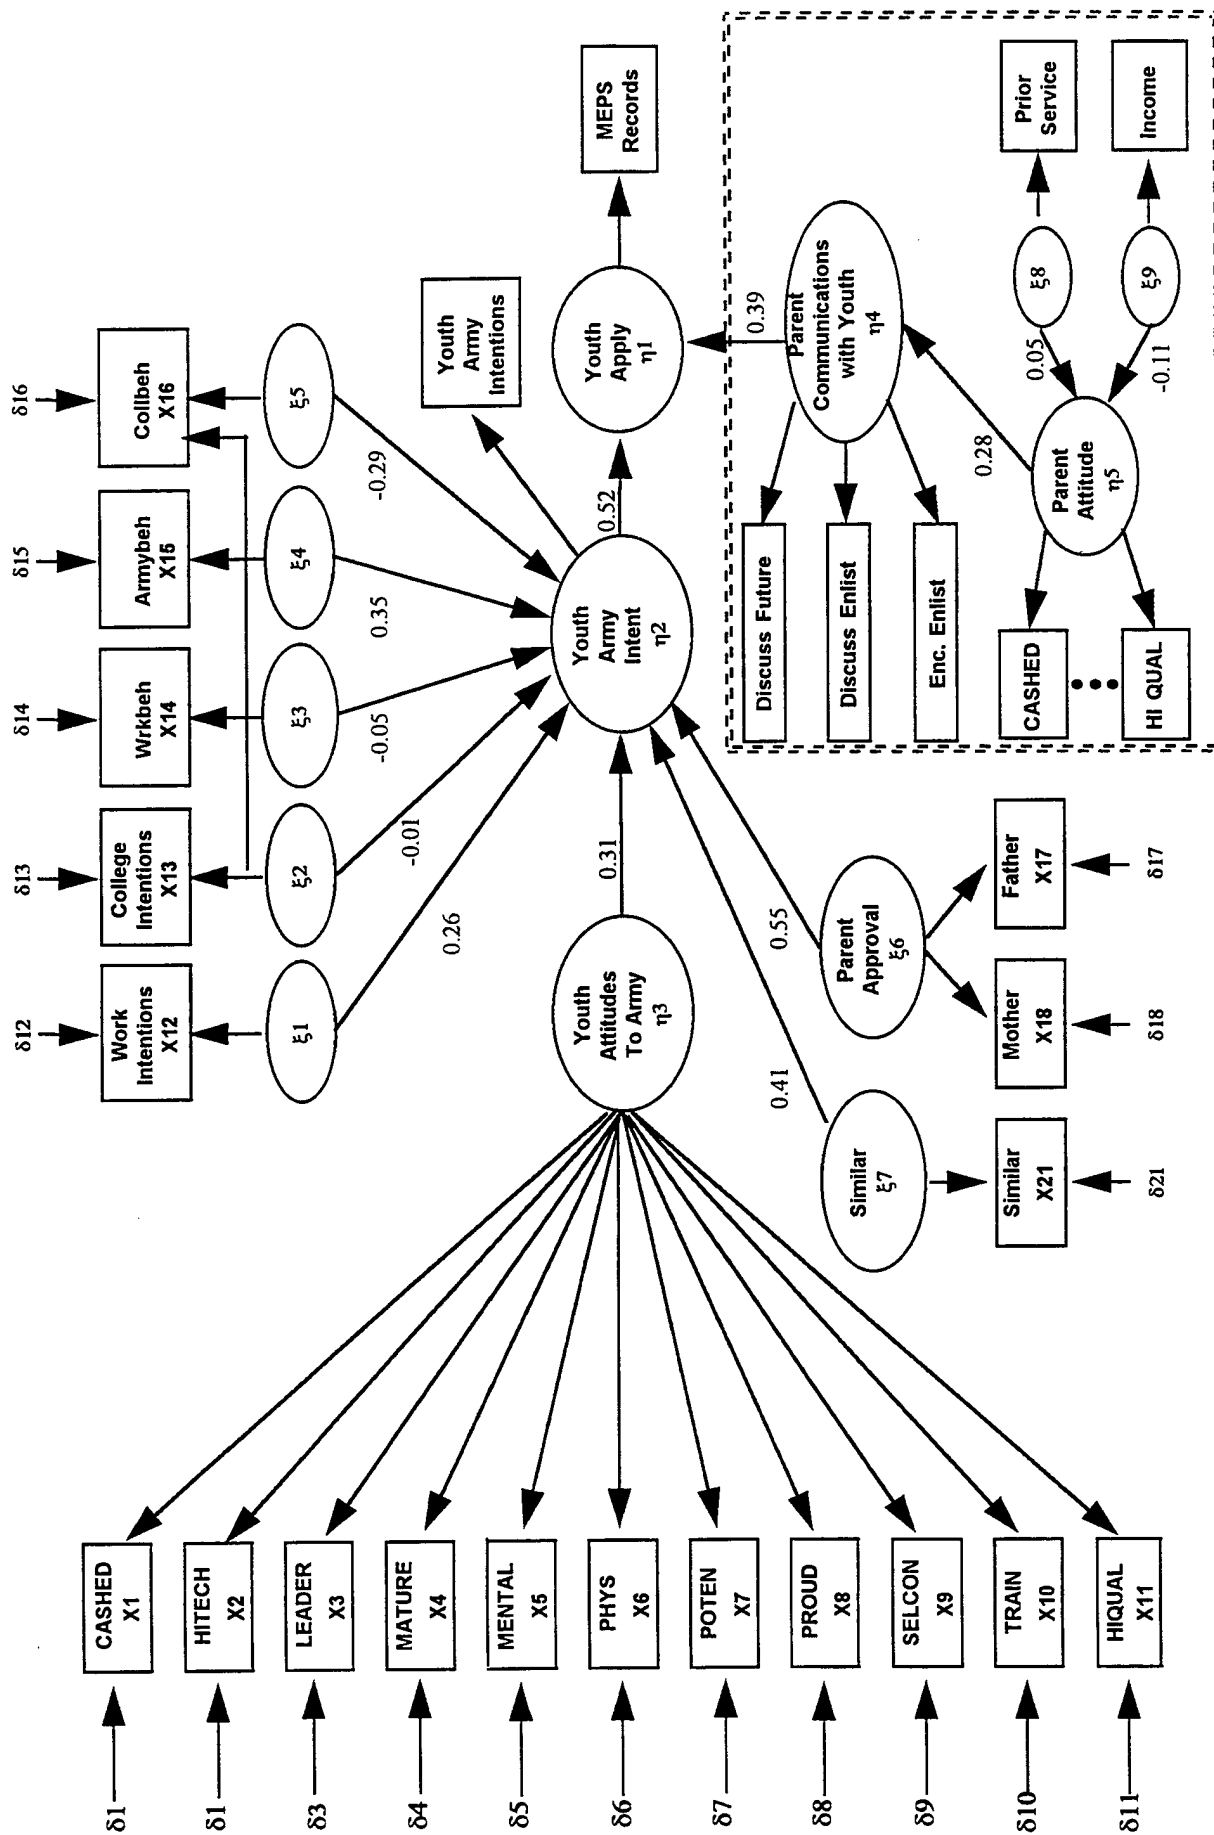 δ12
δ13
δ14
δ15
δ16
Work
Intentions
X12
College
Intentions
X13
Wrkbeh
X14
Armybeh
X15
Collbeh
X16
ξ1
ξ2
ξ3
ξ4
ξ5
0.26
-0.01
-0.05
0.35
-0.29
δ1
CASHED
X1
δ1
HITECH
X2
δ3
LEADER
X3
δ4
MATURE
X4
δ5
MENTAL
X5
δ6
PHYS
X6
δ7
POTEN
X7
δ8
PROUD
X8
δ9
SELCON
X9
δ10
TRAIN
X10
δ11
HIQUAL
X11
Youth
Attitudes
To Army
η3
0.31
Youth
Army
Intent
η2
0.52
Youth
Army
Intentions
Youth
Apply
η1
MEPS
Records
0.41
0.55
Similar
ξ7
Parent
Approval
ξ6
Similar
X21
Mother
X18
Father
X17
δ21
δ18
δ17
0.39
Parent
Communications
with Youth
η4
Discuss Future
Discuss Enlist
Enc. Enlist
0.28
Parent
Attitude
η5
CASHED
HI QUAL
0.05
-0.11
ξ8
ξ9
Prior
Service
Income